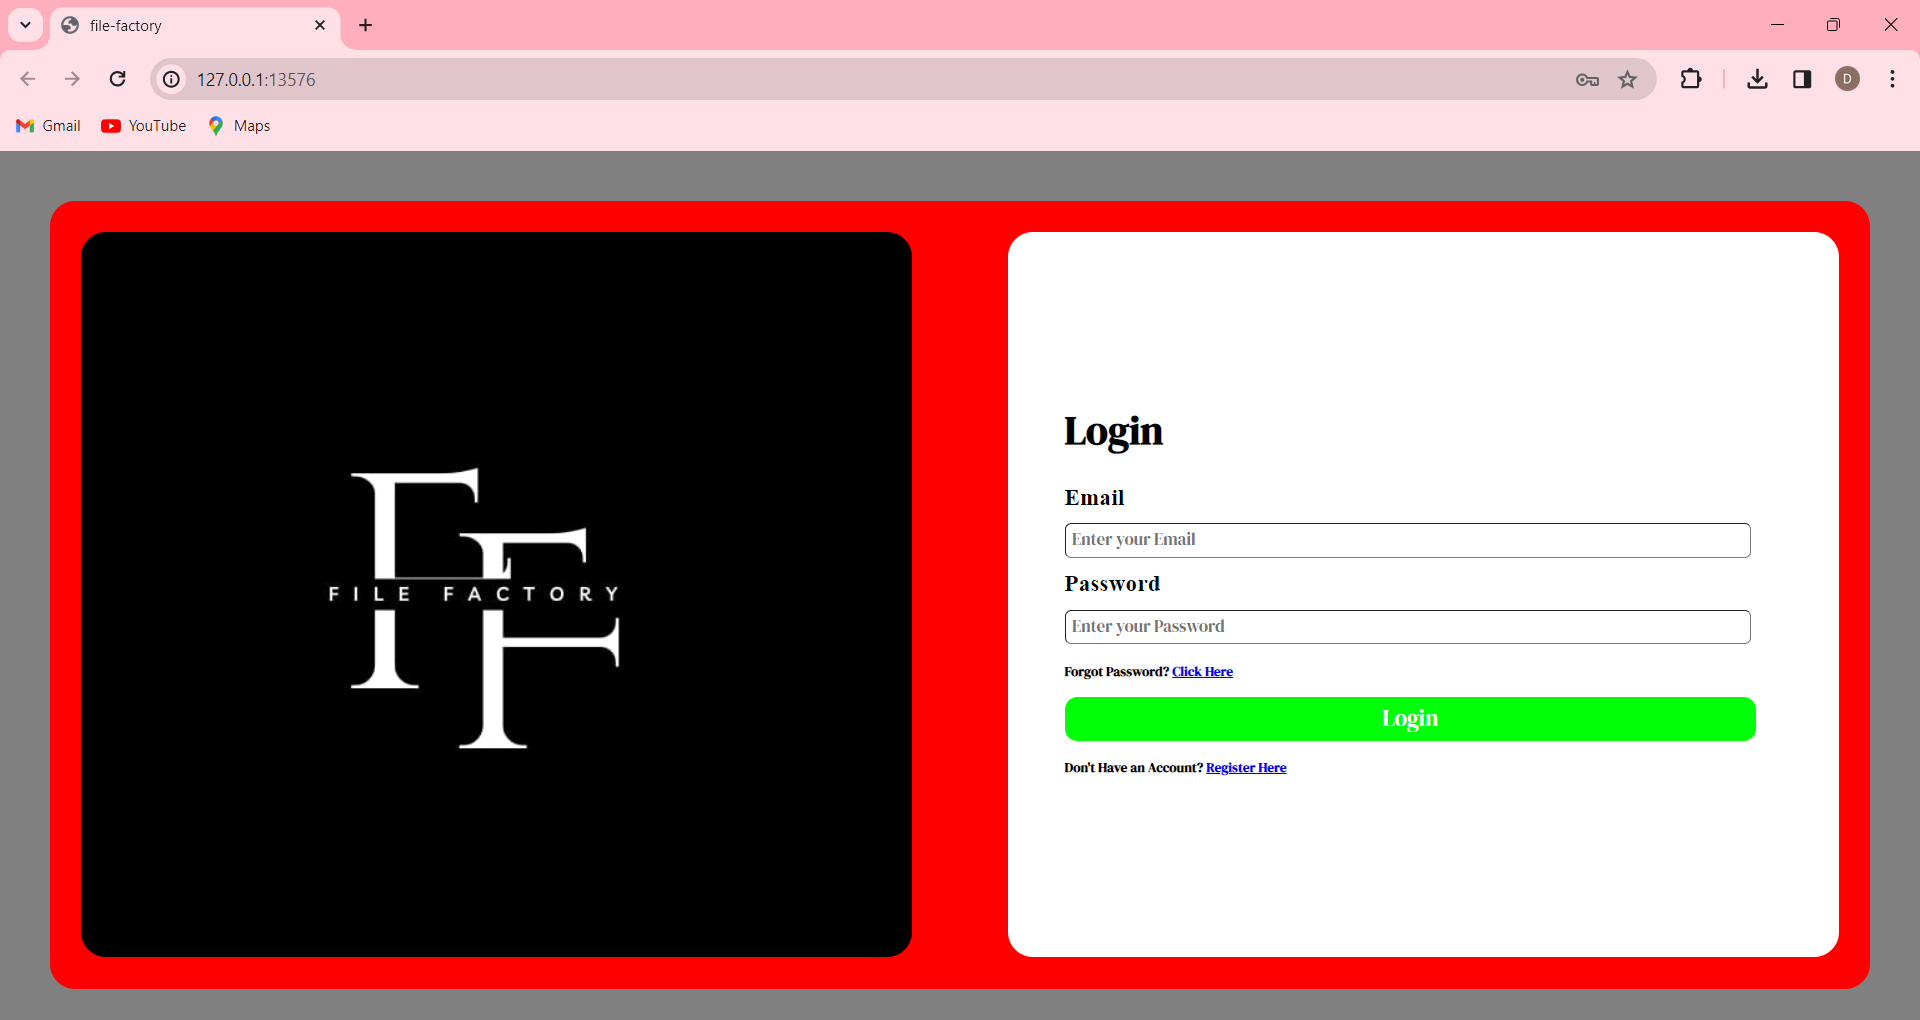 file-factory
127.0.0.1:13576
D
Gmail
YouTube
Maps
FF
FILE FACTORY
Login
Email
Enter your Email
Password
Enter your Password
Forgot Password? Click Here
Login
Don't Have an Account? Register Here